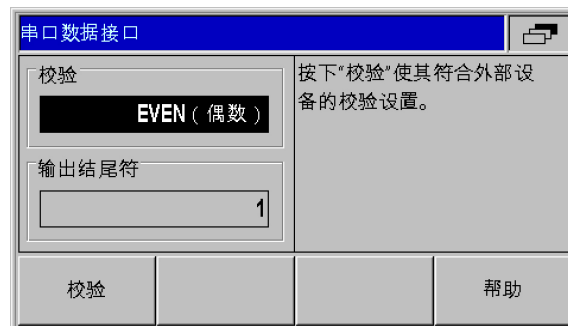 串口数据接口
校验
EVEN（偶数）
输出结尾符
1
按下“校验”使其符合外部设
备的校验设置。
校验
帮助